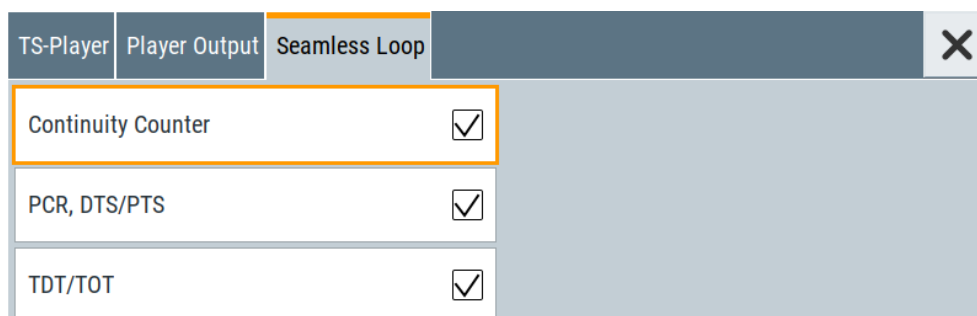 TS-Player Player Output Seamless Loop
Continuity Counter
PCR, DTS/PTS
TDT/TOT